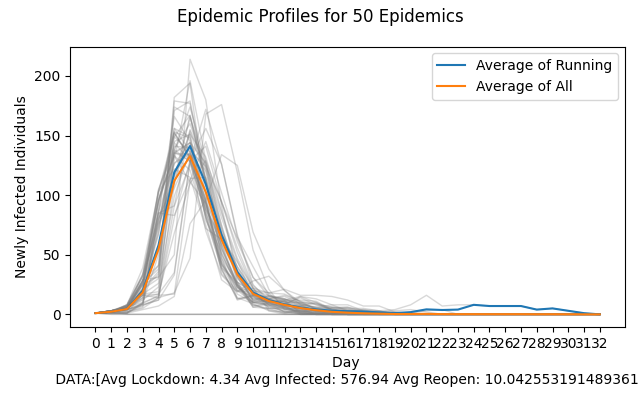 Epidemic Profiles for 50 Epidemics
Average of Running
Average of All
Newly Infected Individuals
200
150
100
50
0
0 1 2 3 4 5 6 7 8 9 10 11 12 13 14 15 16 17 18 19 20 21 22 23 24 25 26 27 28 29 30 31 32
Day
DATA:[Avg Lockdown: 4.34 Avg Infected: 576.94 Avg Reopen: 10.042553191489361